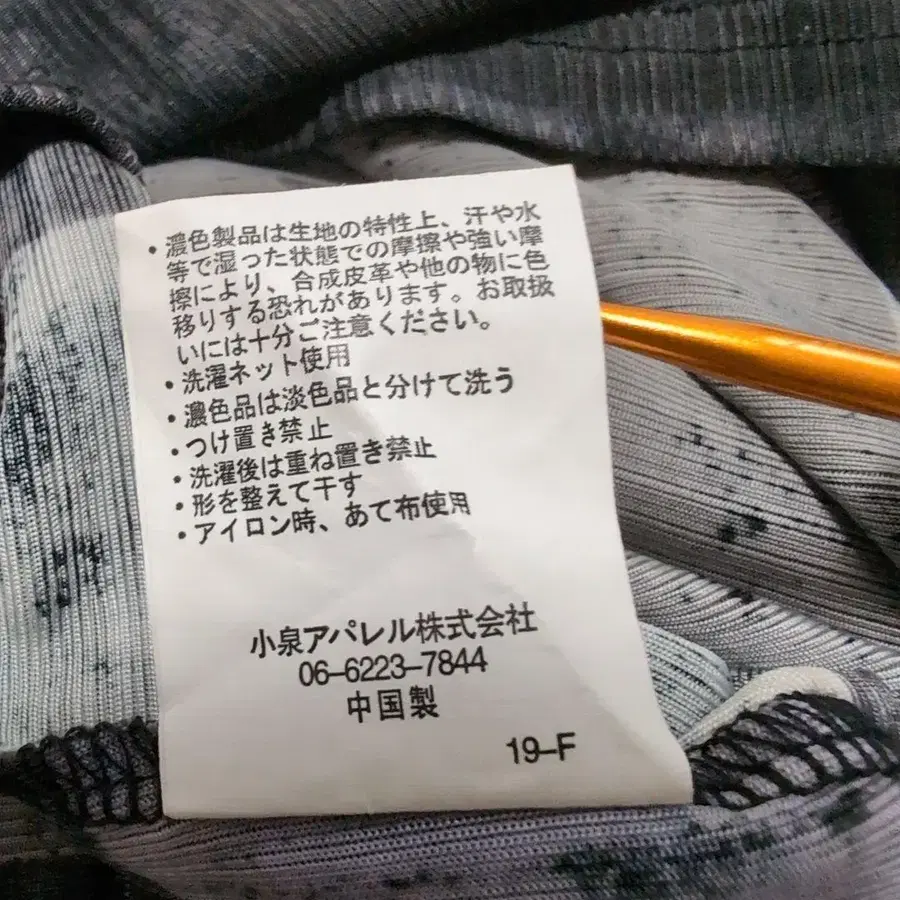 ・濃色製品は生地の特性上、汗や水
等で湿った状態での摩擦や強い摩
擦により、合成皮革や他の物に色
移りする恐れがあります。お取扱
いには十分ご注意ください。
・洗濯ネット使用
・濃色品は淡色品と分けて洗う
・つけ置き禁止
・洗濯後は重ね置き禁止
・形を整えて干す
・アイロン時、あて布使用
小泉アパレル株式会社
06-6223-7844
中国製
19-F